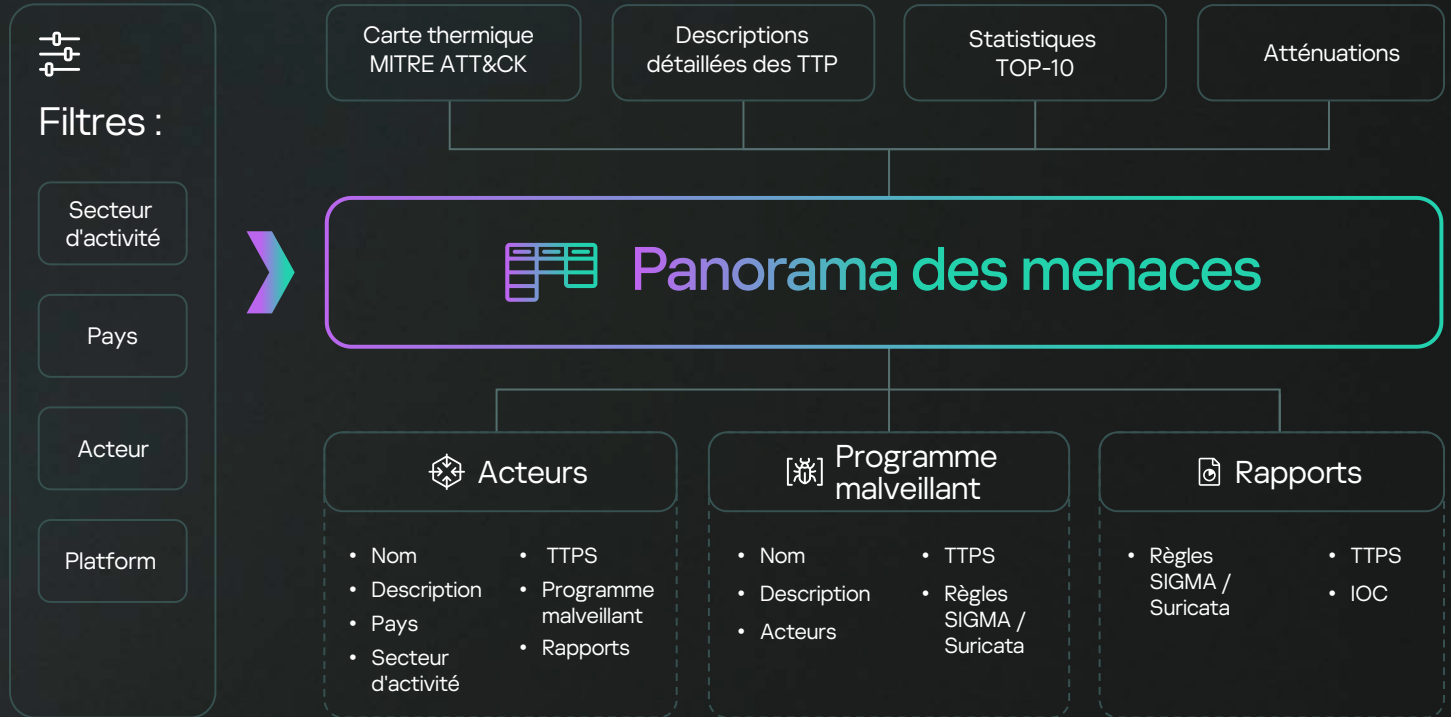 Filtres :
Secteur
d'activité
Pays
Acteur
Platform
Carte thermique
MITRE ATT&CK
Descriptions
détaillées des TTP
Statistiques
TOP-10
Atténuations
Panorama des menaces
Acteurs
• Nom
• Description
• Pays
• Secteur
d'activité
• TTPS
• Programme
malveillant
• Rapports
Programme
malveillant
• Nom
• Description
• Acteurs
• TTPS
• Règles
SIGMA /
Suricata
Rapports
• Règles
SIGMA /
Suricata
• TTPS
• IOC